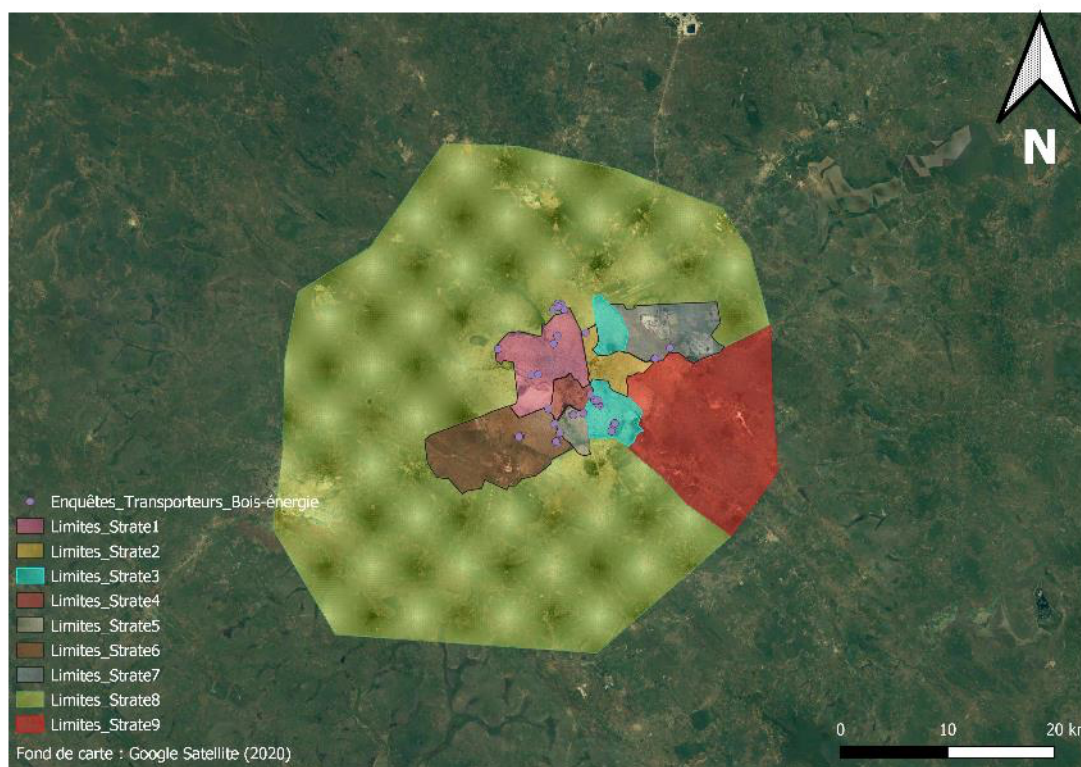 N
Enquêtes_Transporteurs_Bois-énergie
Limites_Strate1
Limites_Strate2
Limites_Strate3
Limites_Strate4
Limites_Strate5
Limites_Strate6
Limites_Strate7
Limites_Strate8
Limites_Strate9
0 10 20 km
Fond de carte : Google Satellite (2020)